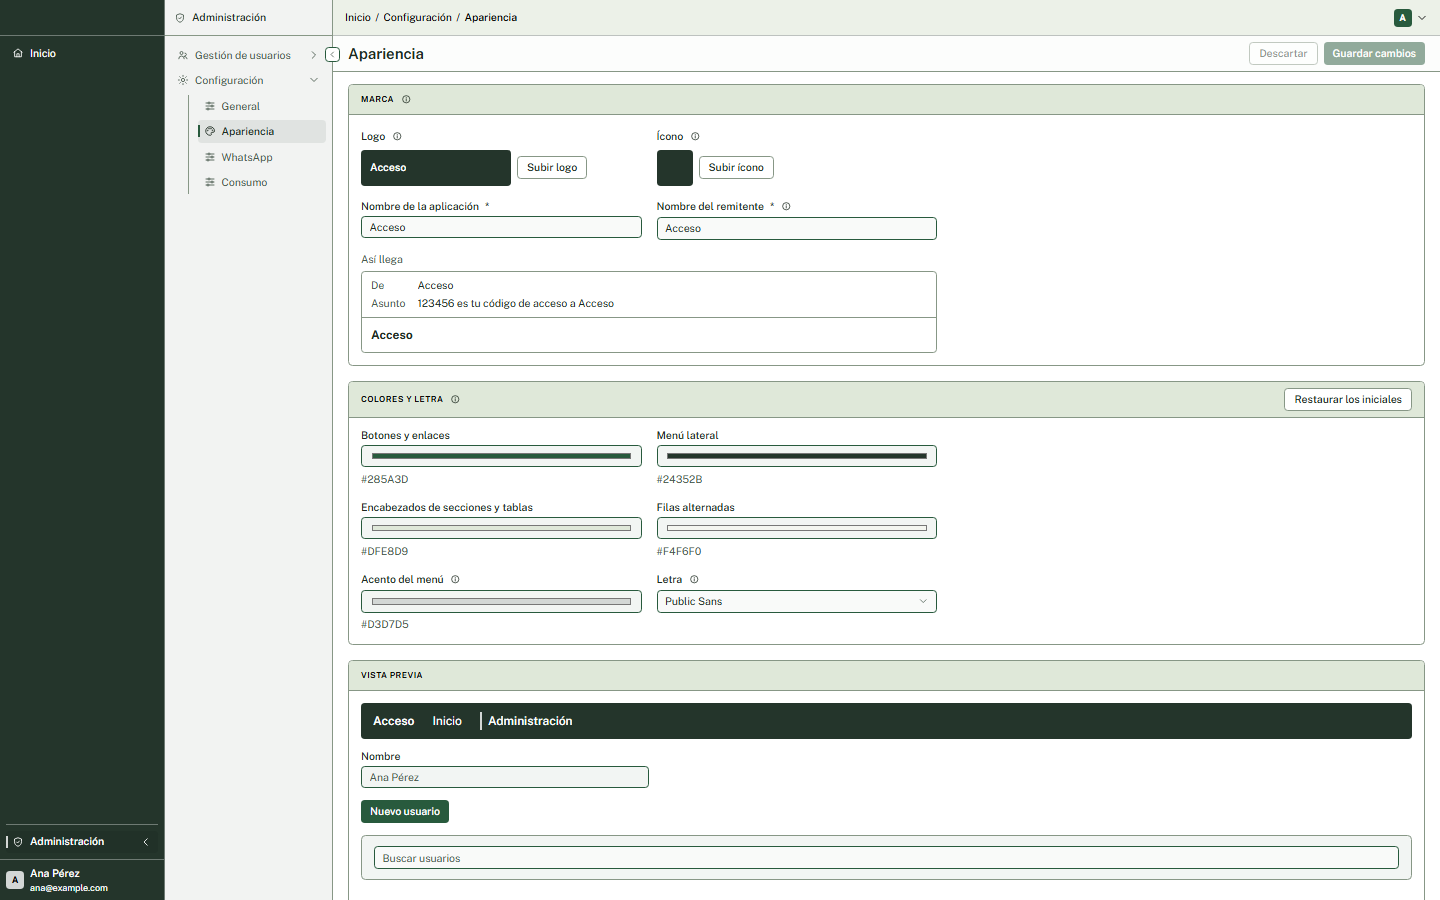 Administración
Inicio / Configuración / Apariencia
A
Inicio
Gestión de usuarios
Configuración
General
Apariencia
WhatsApp
Consumo
Administración
A
Ana Pérez
ana@example.com
Apariencia
Descartar
Guardar cambios
MARCA
Logo
Ícono
Acceso
Subir logo
Subir ícono
Nombre de la aplicación *
Nombre del remitente *
Acceso
Acceso
Así llega
De Acceso
Asunto 123456 es tu código de acceso a Acceso
Acceso
COLORES Y LETRA
Restaurar los iniciales
Botones y enlaces
Menú lateral
#285A3D
#24352B
Encabezados de secciones y tablas
Filas alternadas
#DFE8D9
#F4F6F0
Acento del menú
Letra
Public Sans
#D3D7D5
VISTA PREVIA
Acceso Inicio Administración
Nombre
Ana Pérez
Nuevo usuario
Buscar usuarios